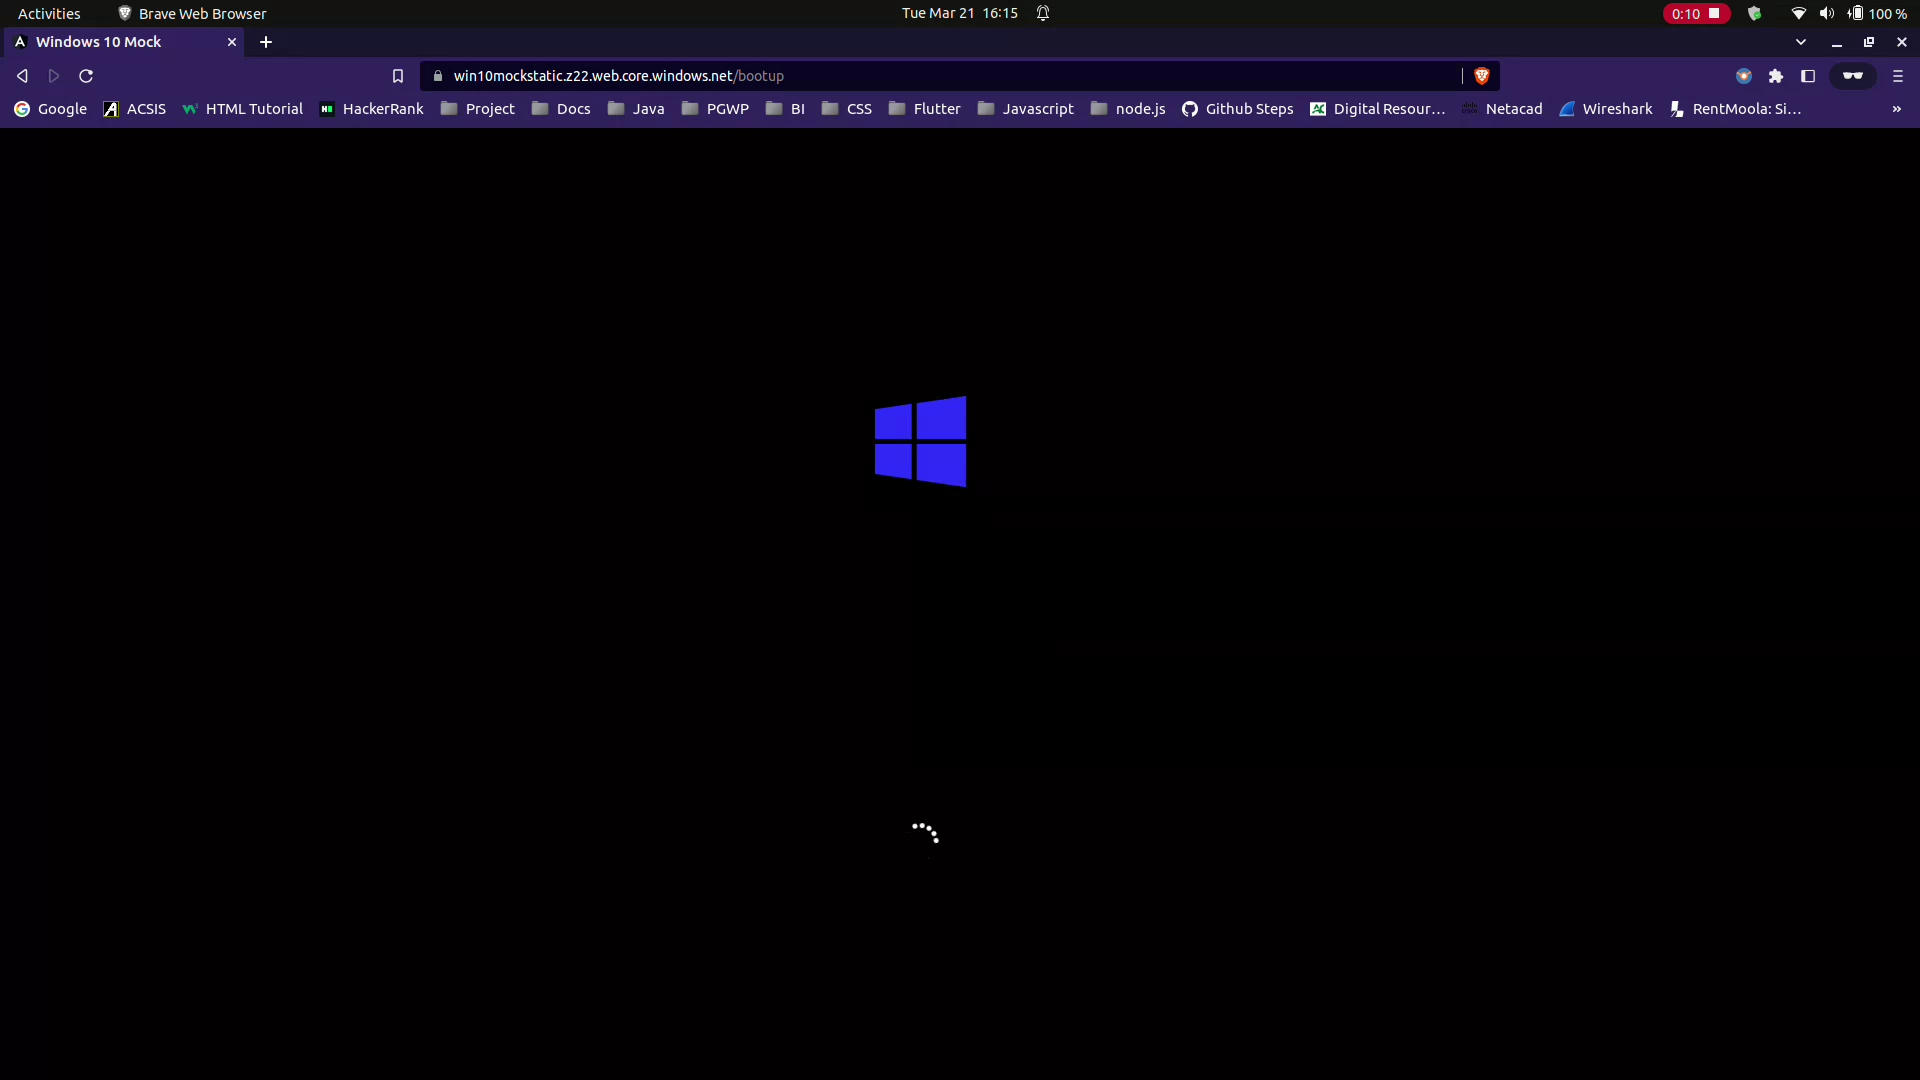 Activities Brave Web Browser Tue Mar 21 16:15 0:10 100 %
Windows 10 Mock
win10mockstatic.z22.web.core.windows.net/bootup
Google ACSIS HTML Tutorial HackerRank Project Docs Java PGWP BI CSS Flutter Javascript node.js Github Steps Digital Resour... Netacad Wireshark RentMoola: Si... »